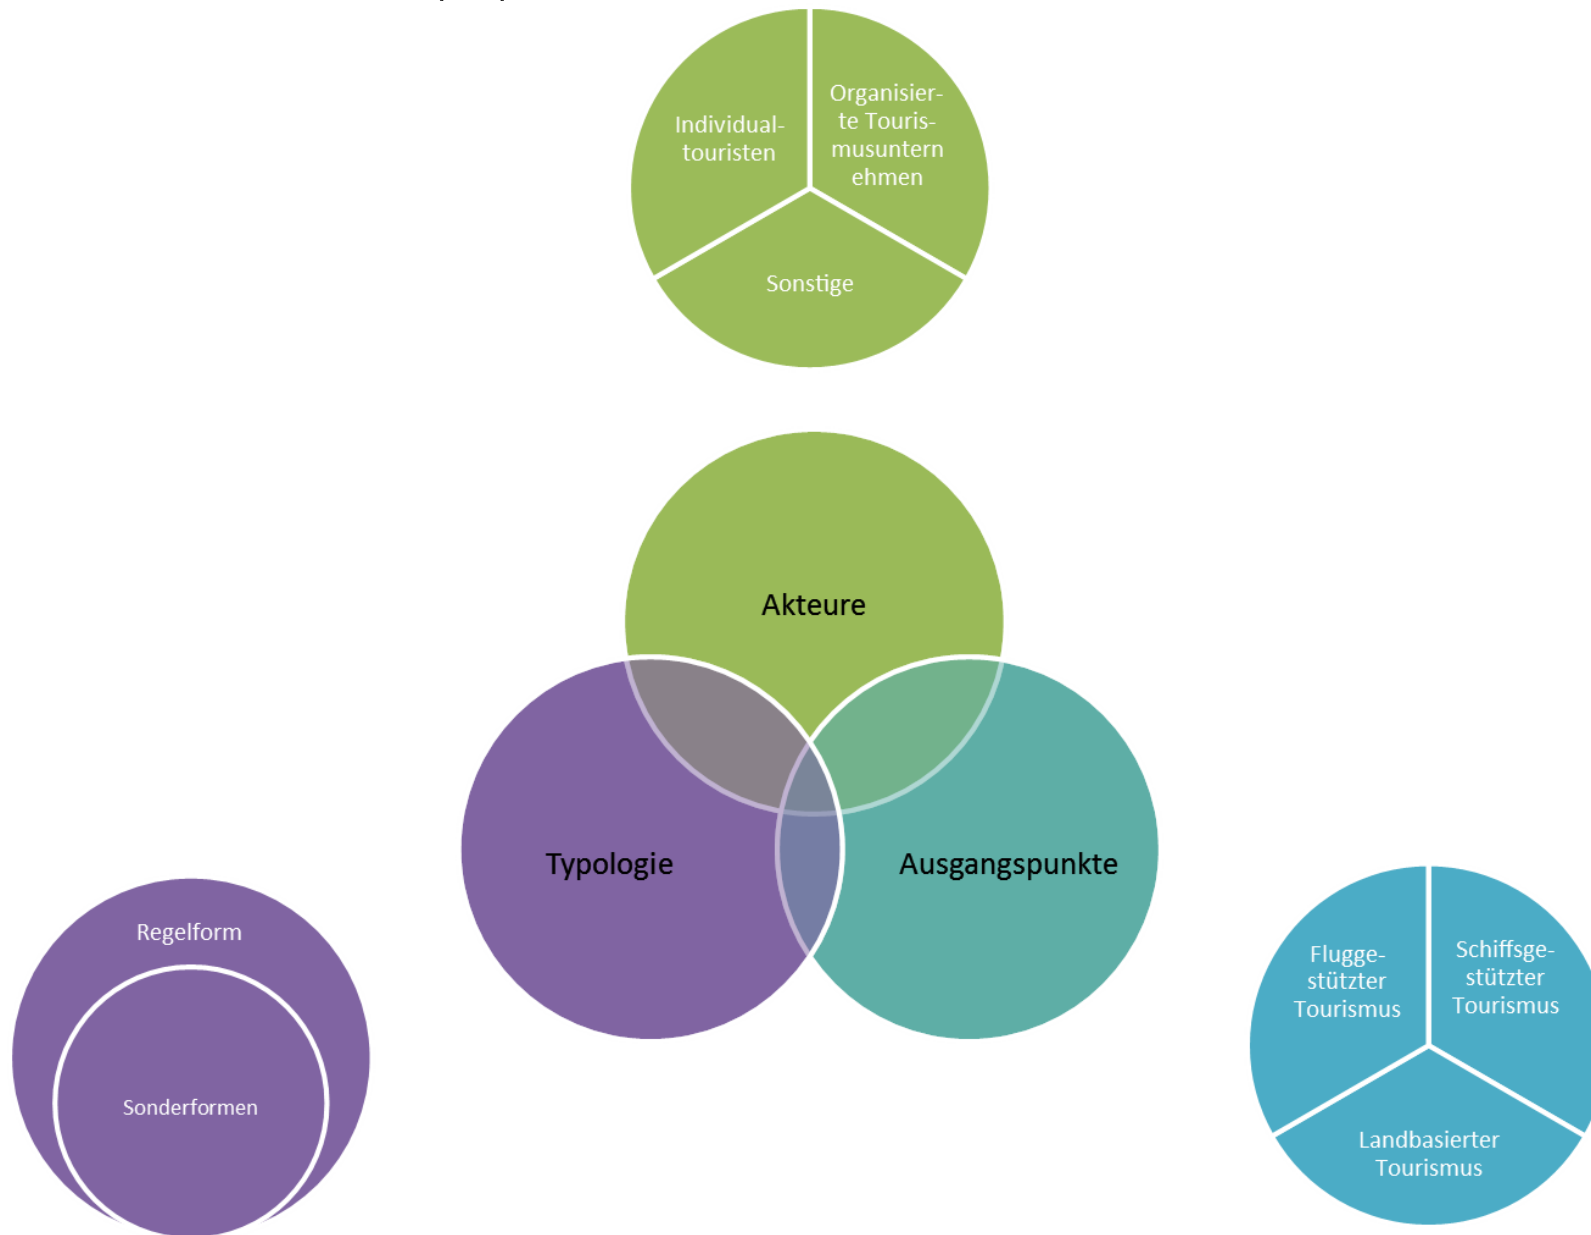 Individual-
touristen
Organisier-
te Touris-
musuntern
ehmen
Sonstige
Akteure
Typologie
Ausgangspunkte
Regelform
Sonderformen
Flugge-
stützter
Tourismus
Schiffsge-
stützter
Tourismus
Landbasierter
Tourismus